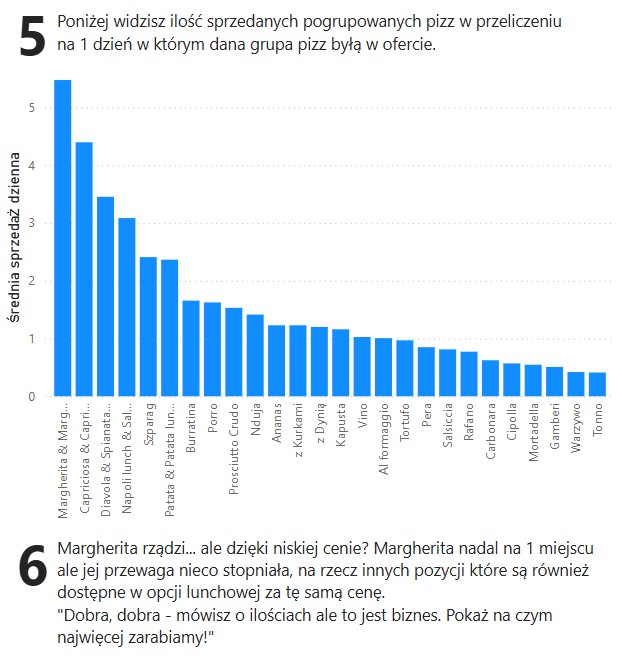 5
Poniżej widzisz ilość sprzedanych pogrupowanych pizz w przeliczeniu
na 1 dzień w którym dana grupa pizz byłą w ofercie.
Średnia sprzedaż dzienna
5
4
3
2
1
0
Margherita & Marg...
Capriciosa & Capri...
Diavola & Spianata...
Napoli lunch & Sal...
Szparag
Patata & Patata lun...
Burratina
Porro
Prosciutto Crudo
Nduja
Ananas
z Kurkami
z Dynią
Kapusta
Vino
Al formaggio
Tortufo
Pera
Salsiccia
Rafano
Carbonara
Cipolla
Mortadella
Gamberi
Warzywo
Tonno
6
Margherita rządzi... ale dzięki niskiej cenie? Margherita nadal na 1 miejscu
ale jej przewaga nieco stopniała, na rzecz innych pozycji które są również
dostępne w opcji lunchowej za tę samą cenę.
"Dobra, dobra - mówisz o ilościach ale to jest biznes. Pokaż na czym
najwięcej zarabiamy!"